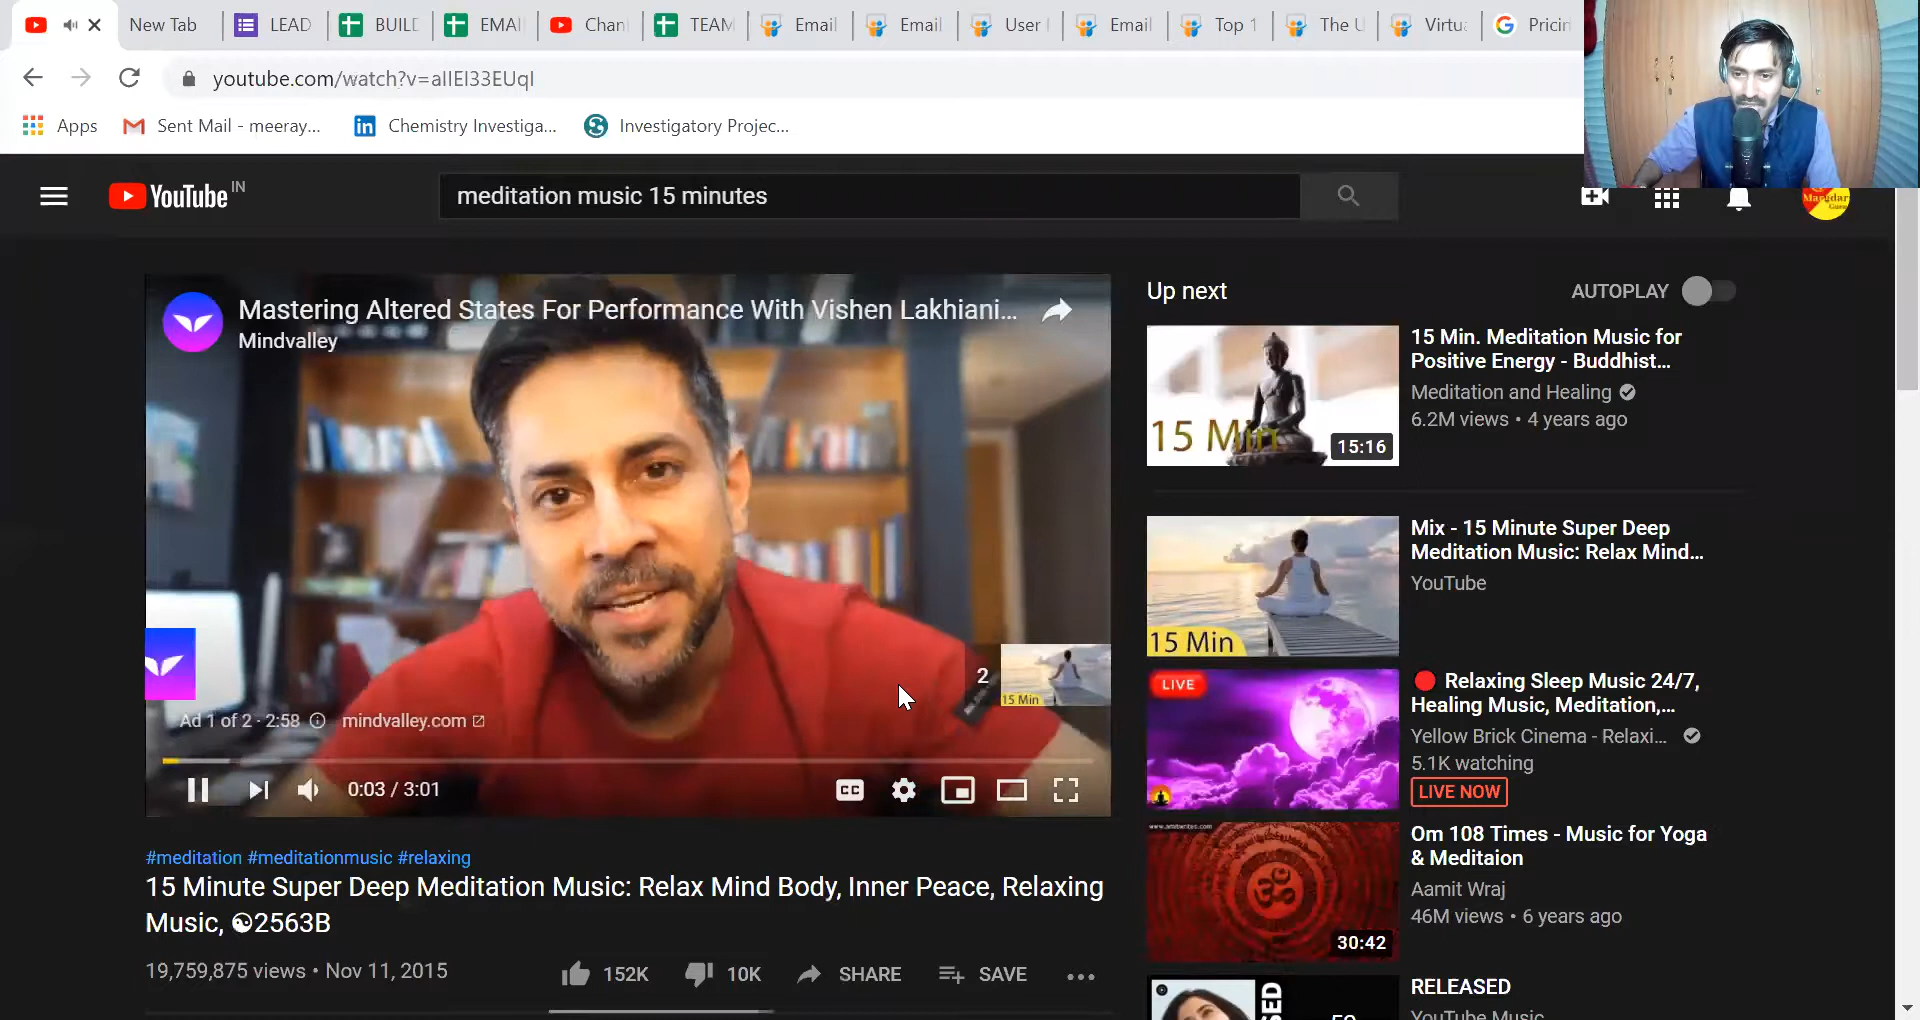 New Tab
LEAD
BUILD
EMAI
Chan
TEAM
Email
Email
User
Email
Top 1
The U
Virtua
Pricin
youtube.com/watch?v=aIIEI33EUqI
Apps
Sent Mail - meeray...
Chemistry Investiga...
Investigatory Projec...
YouTube IN
meditation music 15 minutes
Mastering Altered States For Performance With Vishen Lakhiani...
Mindvalley
2
15 Min
Ad 1 of 2 · 2:58
mindvalley.com
0:03 / 3:01
CC
#meditation #meditationmusic #relaxing
15 Minute Super Deep Meditation Music: Relax Mind Body, Inner Peace, Relaxing
Music, ☯2563B
19,759,875 views • Nov 11, 2015
152K
10K
SHARE
SAVE
Up next
AUTOPLAY
15 Min
15:16
15 Min. Meditation Music for
Positive Energy - Buddhist...
Meditation and Healing
6.2M views • 4 years ago
15 Min
Mix - 15 Minute Super Deep
Meditation Music: Relax Mind...
YouTube
LIVE
Relaxing Sleep Music 24/7,
Healing Music, Meditation,...
Yellow Brick Cinema - Relaxi...
5.1K watching
LIVE NOW
www.amitwrites.com
ॐ
30:42
Om 108 Times - Music for Yoga
& Meditaion
Aamit Wraj
46M views • 6 years ago
RELEASED
YouTube Music